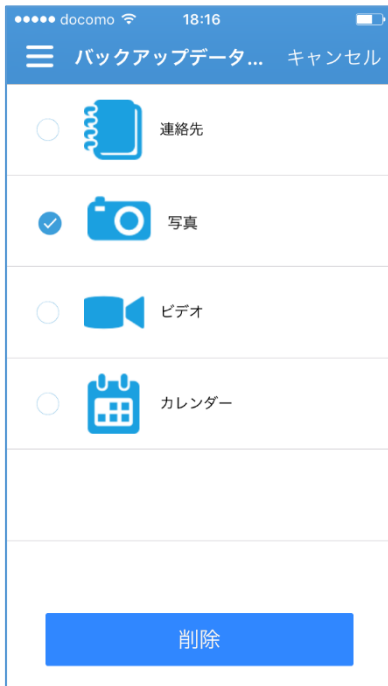 docomo 18:16
バックアップデータ... キャンセル
連絡先
写真
ビデオ
カレンダー
削除